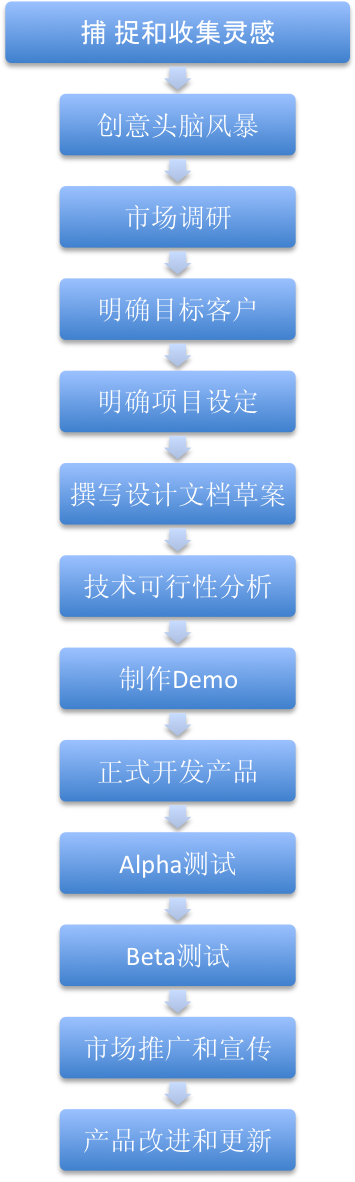 捕 捉和收集灵感
创意头脑风暴
市场调研
明确目标客户
明确项目设定
撰写设计文档草案
技术可行性分析
制作Demo
正式开发产品
Alpha测试
Beta测试
市场推广和宣传
产品改进和更新